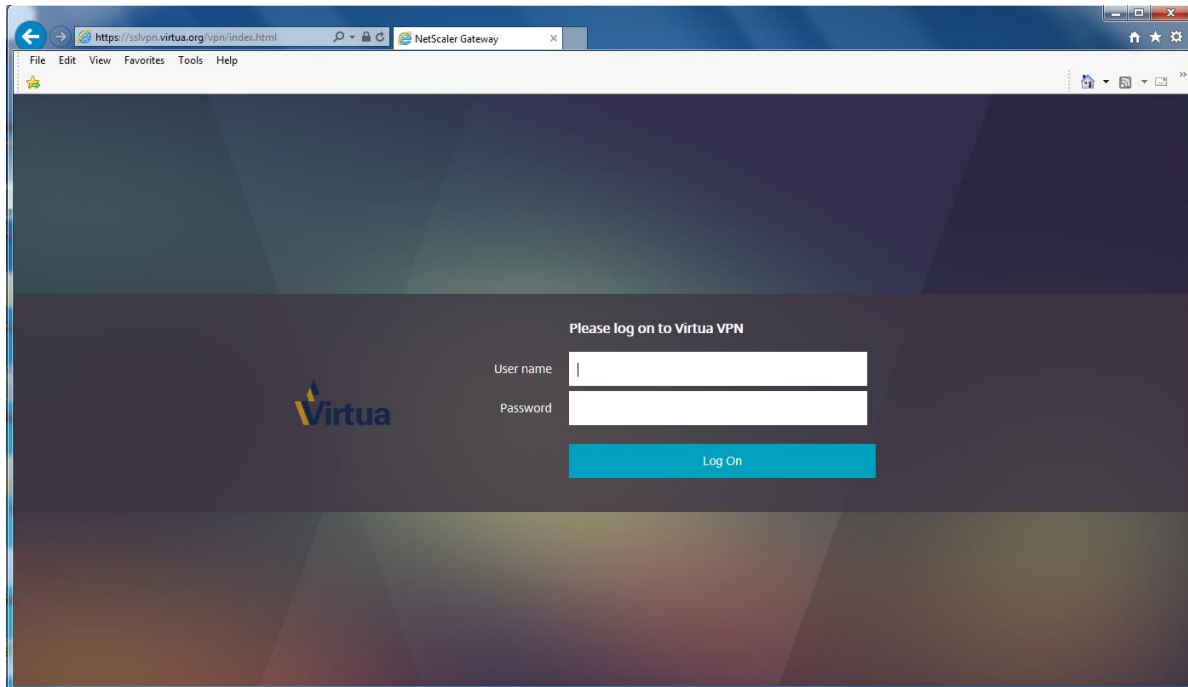 https://sslvpn.virtua.org/vpn/index.html
NetScaler Gateway
File Edit View Favorites Tools Help
Please log on to Virtua VPN
User name
Virtua
Password
Log On